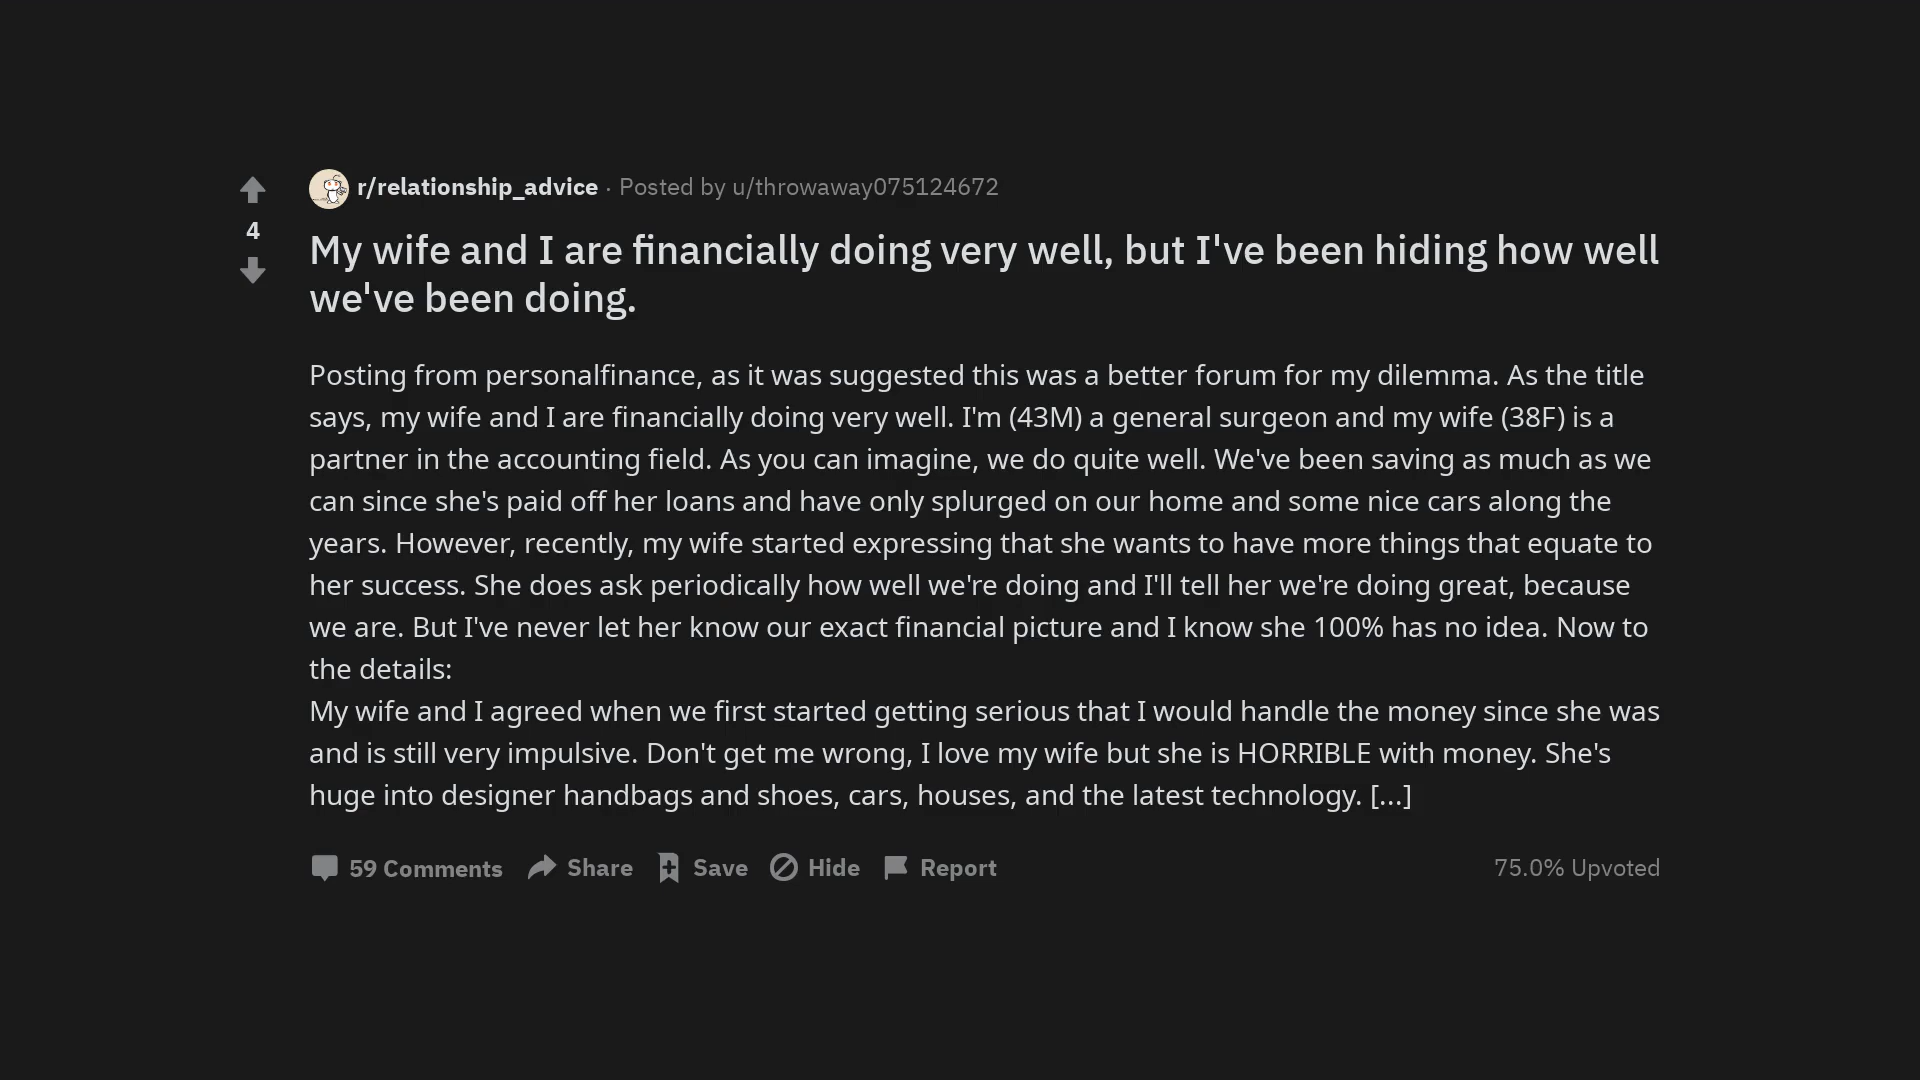 r/relationship_advice · Posted by u/throwaway075124672
4
My wife and I are financially doing very well, but I've been hiding how well
we've been doing.
Posting from personalfinance, as it was suggested this was a better forum for my dilemma. As the title
says, my wife and I are financially doing very well. I'm (43M) a general surgeon and my wife (38F) is a
partner in the accounting field. As you can imagine, we do quite well. We've been saving as much as we
can since she's paid off her loans and have only splurged on our home and some nice cars along the
years. However, recently, my wife started expressing that she wants to have more things that equate to
her success. She does ask periodically how well we're doing and I'll tell her we're doing great, because
we are. But I've never let her know our exact financial picture and I know she 100% has no idea. Now to
the details:
My wife and I agreed when we first started getting serious that I would handle the money since she was
and is still very impulsive. Don't get me wrong, I love my wife but she is HORRIBLE with money. She's
huge into designer handbags and shoes, cars, houses, and the latest technology. [...]
59 Comments Share Save Hide Report 75.0% Upvoted